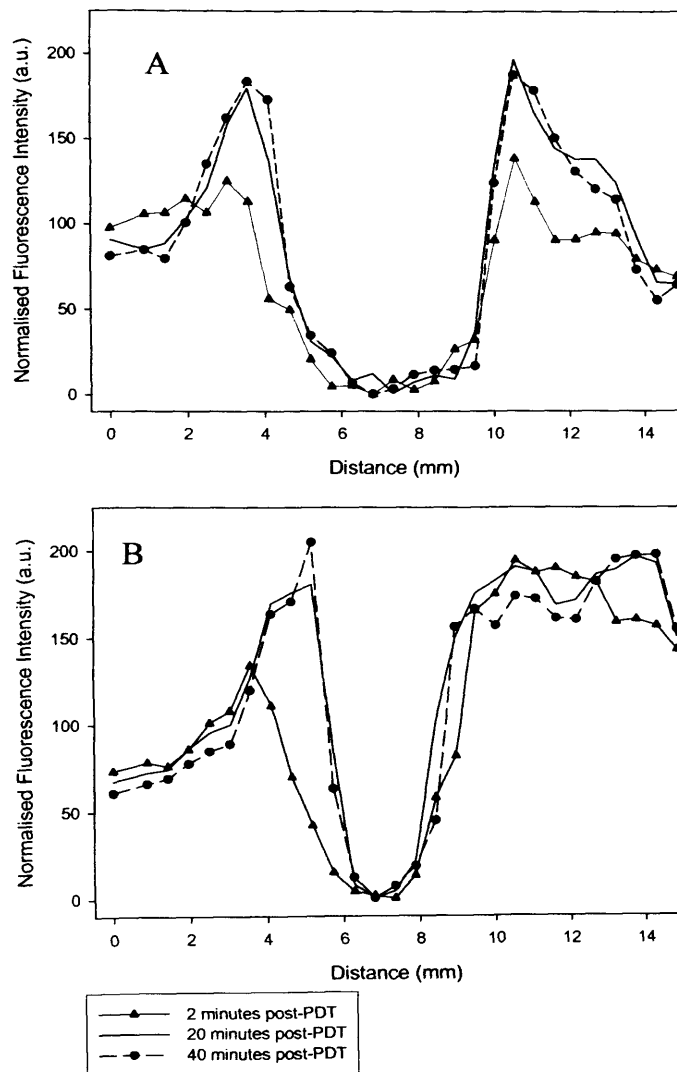 A
Normalised Fluorescence Intensity (a.u.)
200
150
100
50
0
0 2 4 6 8 10 12 14
Distance (mm)
B
Normalised Fluorescence Intensity (a.u.)
200
150
100
50
0
0 2 4 6 8 10 12 14
Distance (mm)
2 minutes post-PDT
20 minutes post-PDT
40 minutes post-PDT